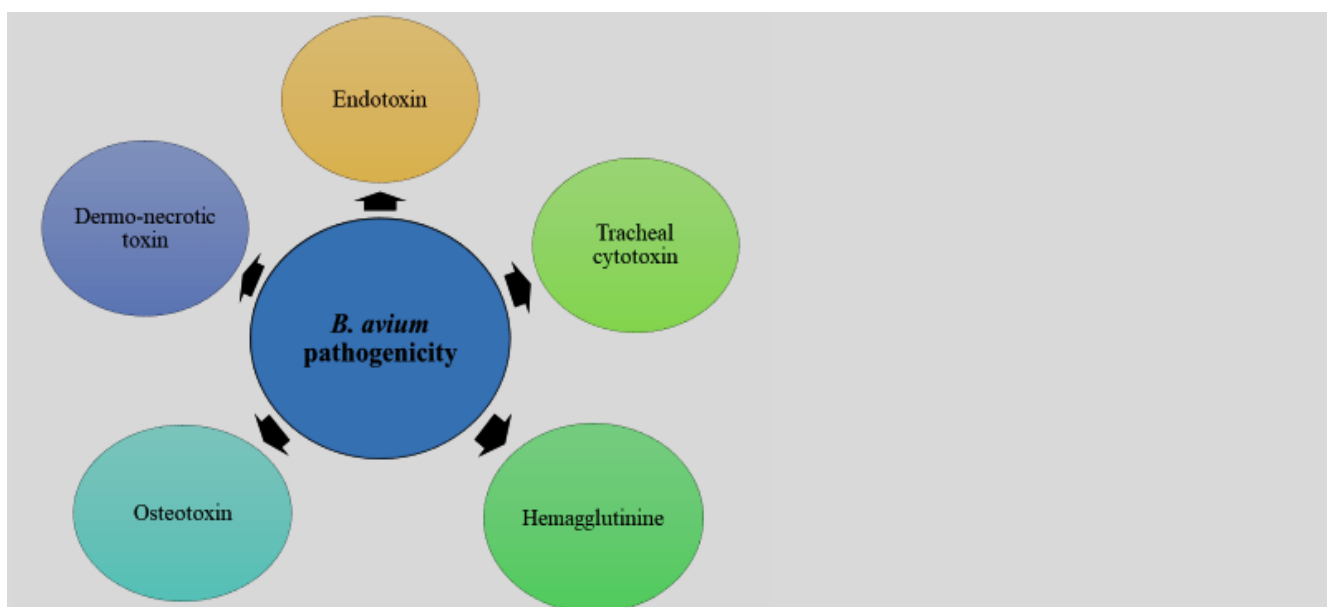 Endotoxin
Dermo-necrotic
toxin
Tracheal
cytotoxin
B. avium
pathogenicity
Osteotoxin
Hemagglutinine